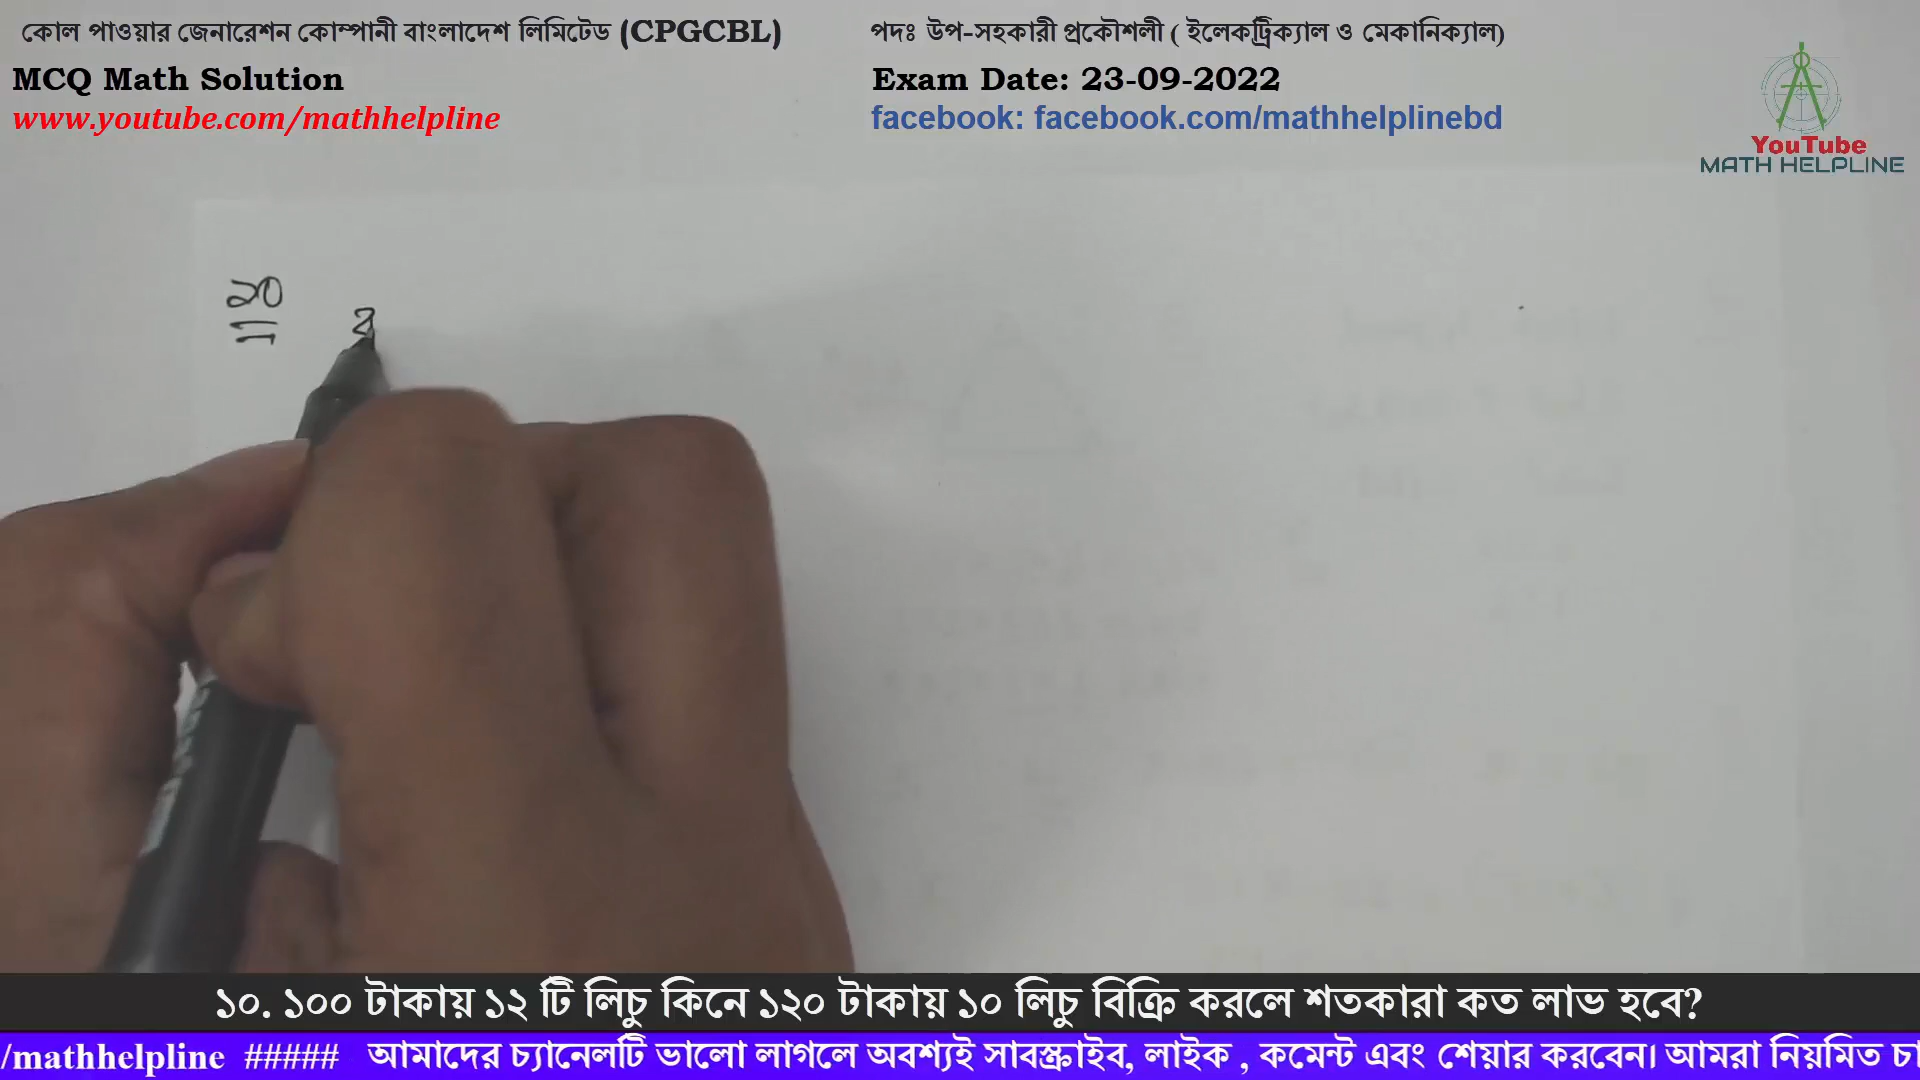 কোল পাওয়ার জেনারেশন কোম্পানী বাংলাদেশ লিমিটেড (CPGCBL)
পদঃ উপ-সহকারী প্রকৌশলী ( ইলেকট্রিক্যাল ও মেকানিক্যাল)
MCQ Math Solution
Exam Date: 23-09-2022
www.youtube.com/mathhelpline
facebook: facebook.com/mathhelplinebd
YouTube
MATH HELPLINE
১০
১০. ১০০ টাকায় ১২ টি লিচু কিনে ১২০ টাকায় ১০ লিচু বিক্রি করলে শতকারা কত লাভ হবে?
/mathhelpline ##### আমাদের চ্যানেলটি ভালো লাগলে অবশ্যই সাবস্ক্রাইব, লাইক , কমেন্ট এবং শেয়ার করবেন। আমরা নিয়মিত চা